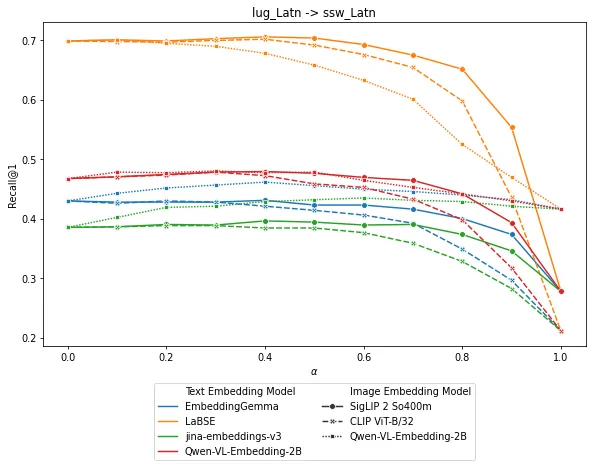 lug_Latn -> ssw_Latn
Recall@1
0.7
0.6
0.5
0.4
0.3
0.2
0.0 0.2 0.4 0.6 0.8 1.0
α
Text Embedding Model Image Embedding Model
EmbeddingGemma SigLIP 2 So400m
LaBSE CLIP ViT-B/32
jina-embeddings-v3 Qwen-VL-Embedding-2B
Qwen-VL-Embedding-2B